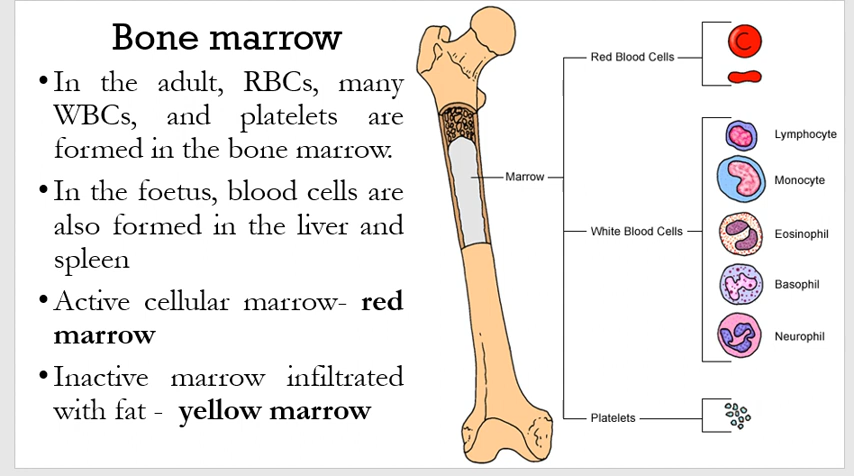 Bone marrow
• In the adult, RBCs, many
WBCs, and platelets are
formed in the bone marrow.
• In the foetus, blood cells are
also formed in the liver and
spleen
• Active cellular marrow- red
marrow
• Inactive marrow infiltrated
with fat - yellow marrow
Red Blood Cells
Marrow
White Blood Cells
Lymphocyte
Monocyte
Eosinophil
Basophil
Neurophil
Platelets